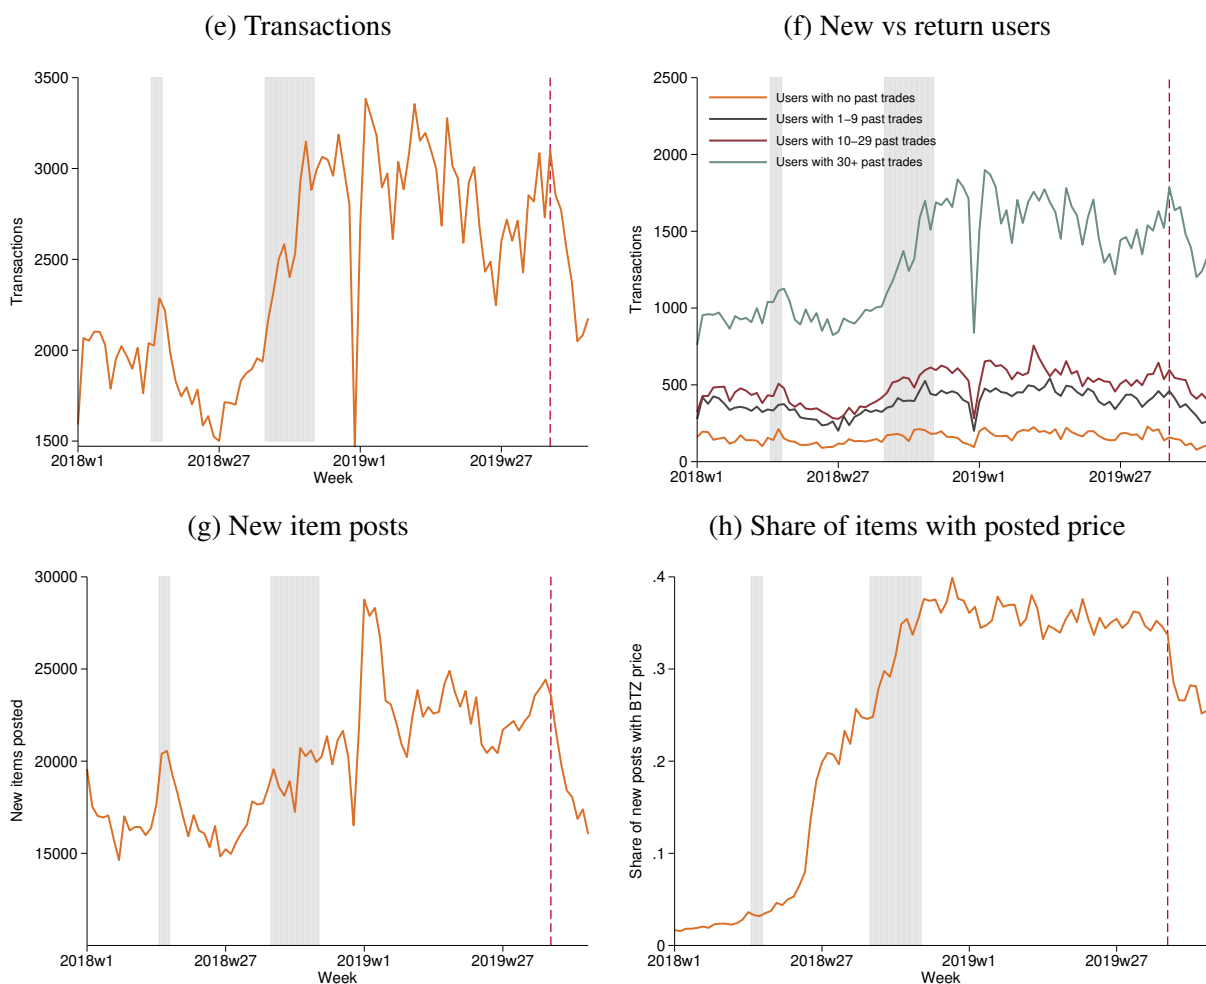 (e) Transactions
3500
3000
2500
2000
1500
Transactions
2018w1
2018w27
2019w1
2019w27
Week
(f) New vs return users
2500
2000
1500
1000
500
0
Transactions
Users with no past trades
Users with 1−9 past trades
Users with 10−29 past trades
Users with 30+ past trades
2018w1
2018w27
2019w1
2019w27
(g) New item posts
30000
25000
20000
15000
New items posted
2018w1
2018w27
2019w1
2019w27
Week
(h) Share of items with posted price
.4
.3
.2
.1
0
Share of new posts with BTZ price
2018w1
2018w27
2019w1
2019w27
Week